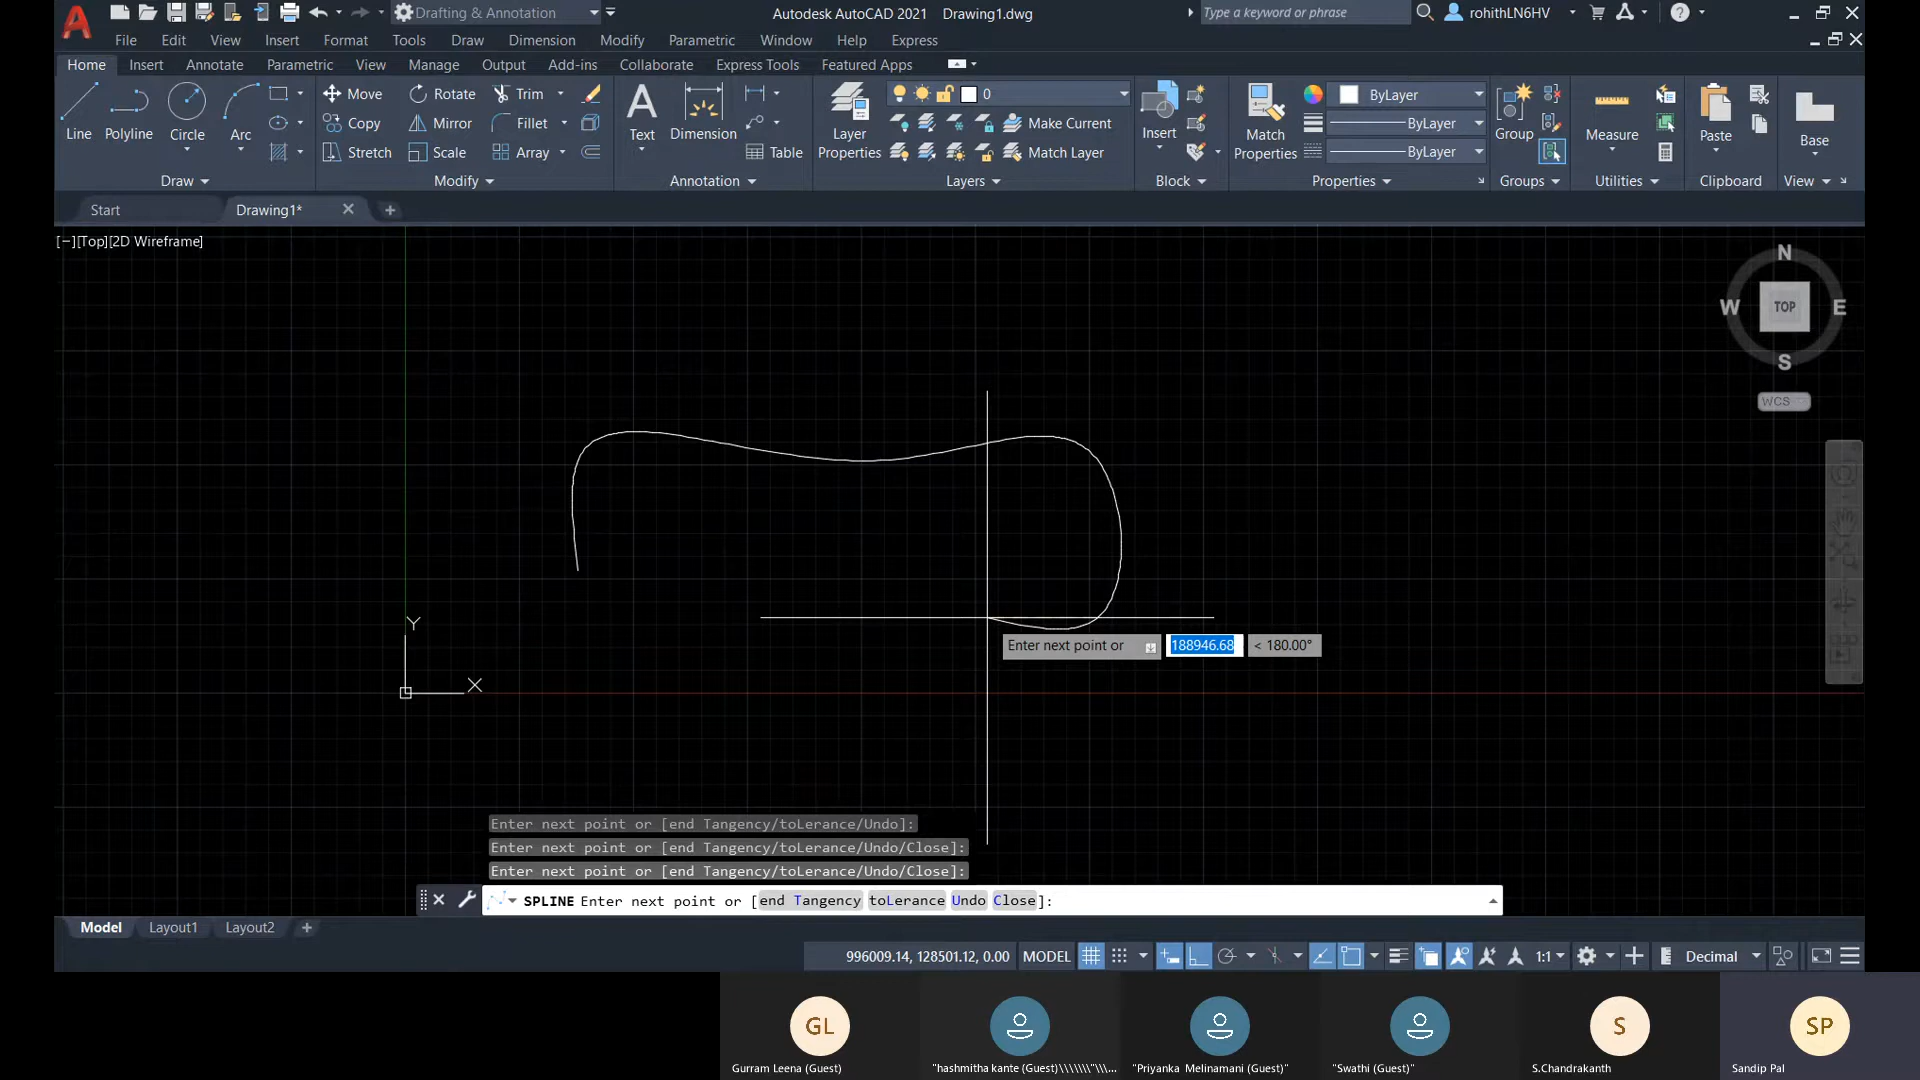 Drafting & Annotation
Autodesk AutoCAD 2021 Drawing1.dwg
Type a keyword or phrase
rohithLN6HV
File Edit View Insert Format Tools Draw Dimension Modify Parametric Window Help Express
Home Insert Annotate Parametric View Manage Output Add-ins Collaborate Express Tools Featured Apps
Line Polyline Circle Arc
Move Rotate Trim
Copy Mirror Fillet
Stretch Scale Array
Text Dimension Table
Layer Properties
0
Make Current
Match Layer
Insert
Match Properties
ByLayer
ByLayer
ByLayer
Group
Measure
Paste
Base
Draw Modify Annotation Layers Block Properties Groups Utilities Clipboard View
Start Drawing1*
[−][Top][2D Wireframe]
N
W TOP E
S
WCS
Y
X
Enter next point or 188946.68 < 180.00°
Enter next point or [end Tangency/toLerance/Undo]:
Enter next point or [end Tangency/toLerance/Undo/Close]:
Enter next point or [end Tangency/toLerance/Undo/Close]:
SPLINE Enter next point or [end Tangency toLerance Undo Close]:
Model Layout1 Layout2
996009.14, 128501.12, 0.00 MODEL 1:1 Decimal
GL S SP
Gurram Leena (Guest) "hashmitha kante (Guest)\\\\\\\"\\... "Priyanka Melinamani (Guest)" "Swathi (Guest)" S.Chandrakanth Sandip Pal